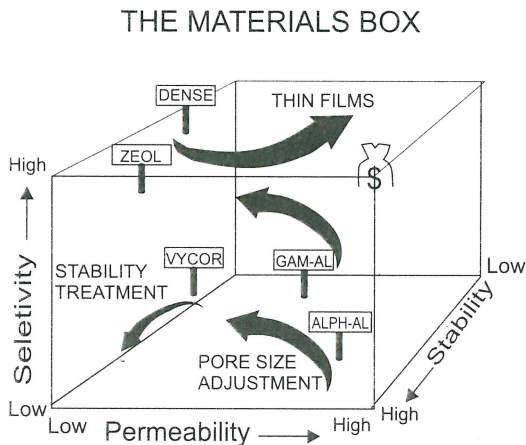 THE MATERIALS BOX
DENSE
THIN FILMS
ZEOL
High
$
Seletivity
STABILITY
TREATMENT
VYCOR
GAM-AL
Low
ALPH-AL
Stability
PORE SIZE
ADJUSTMENT
Low
Low
Permeability
High
High